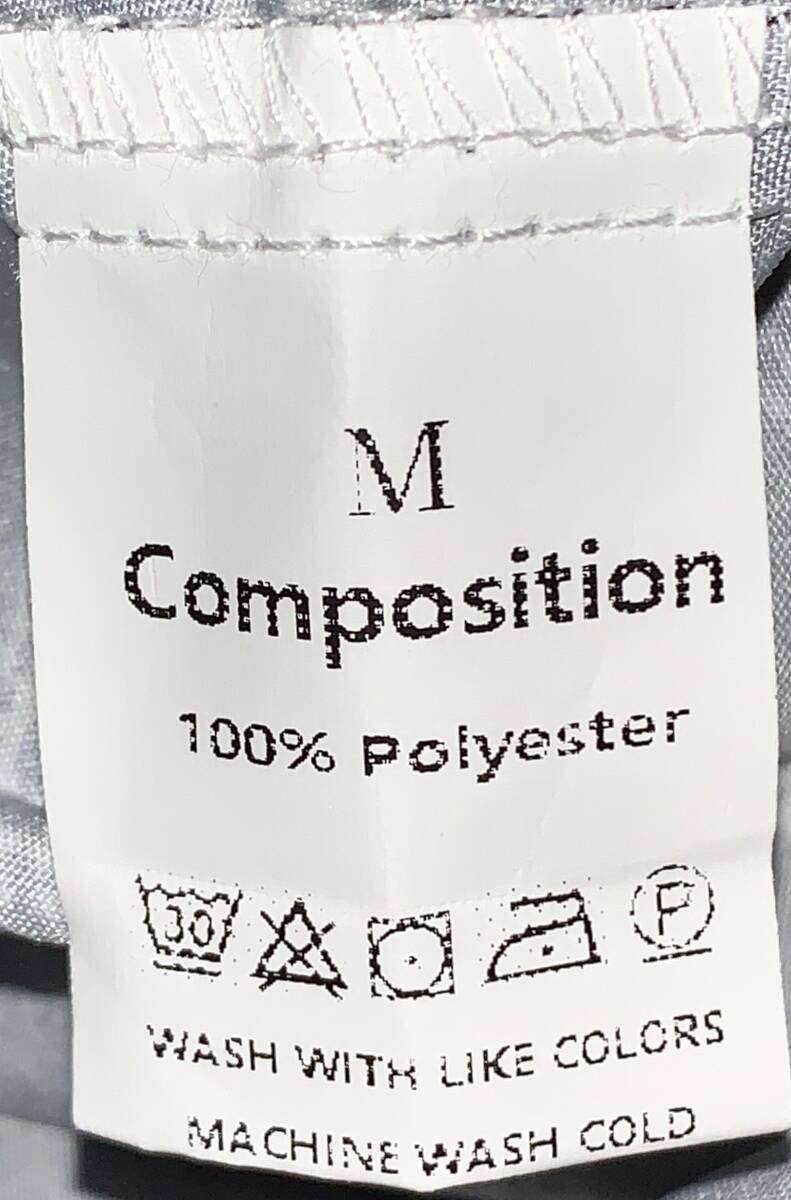 M
Composition
100% Polyester
30 P
WASH WITH LIKE COLORS
MACHINE WASH COLD